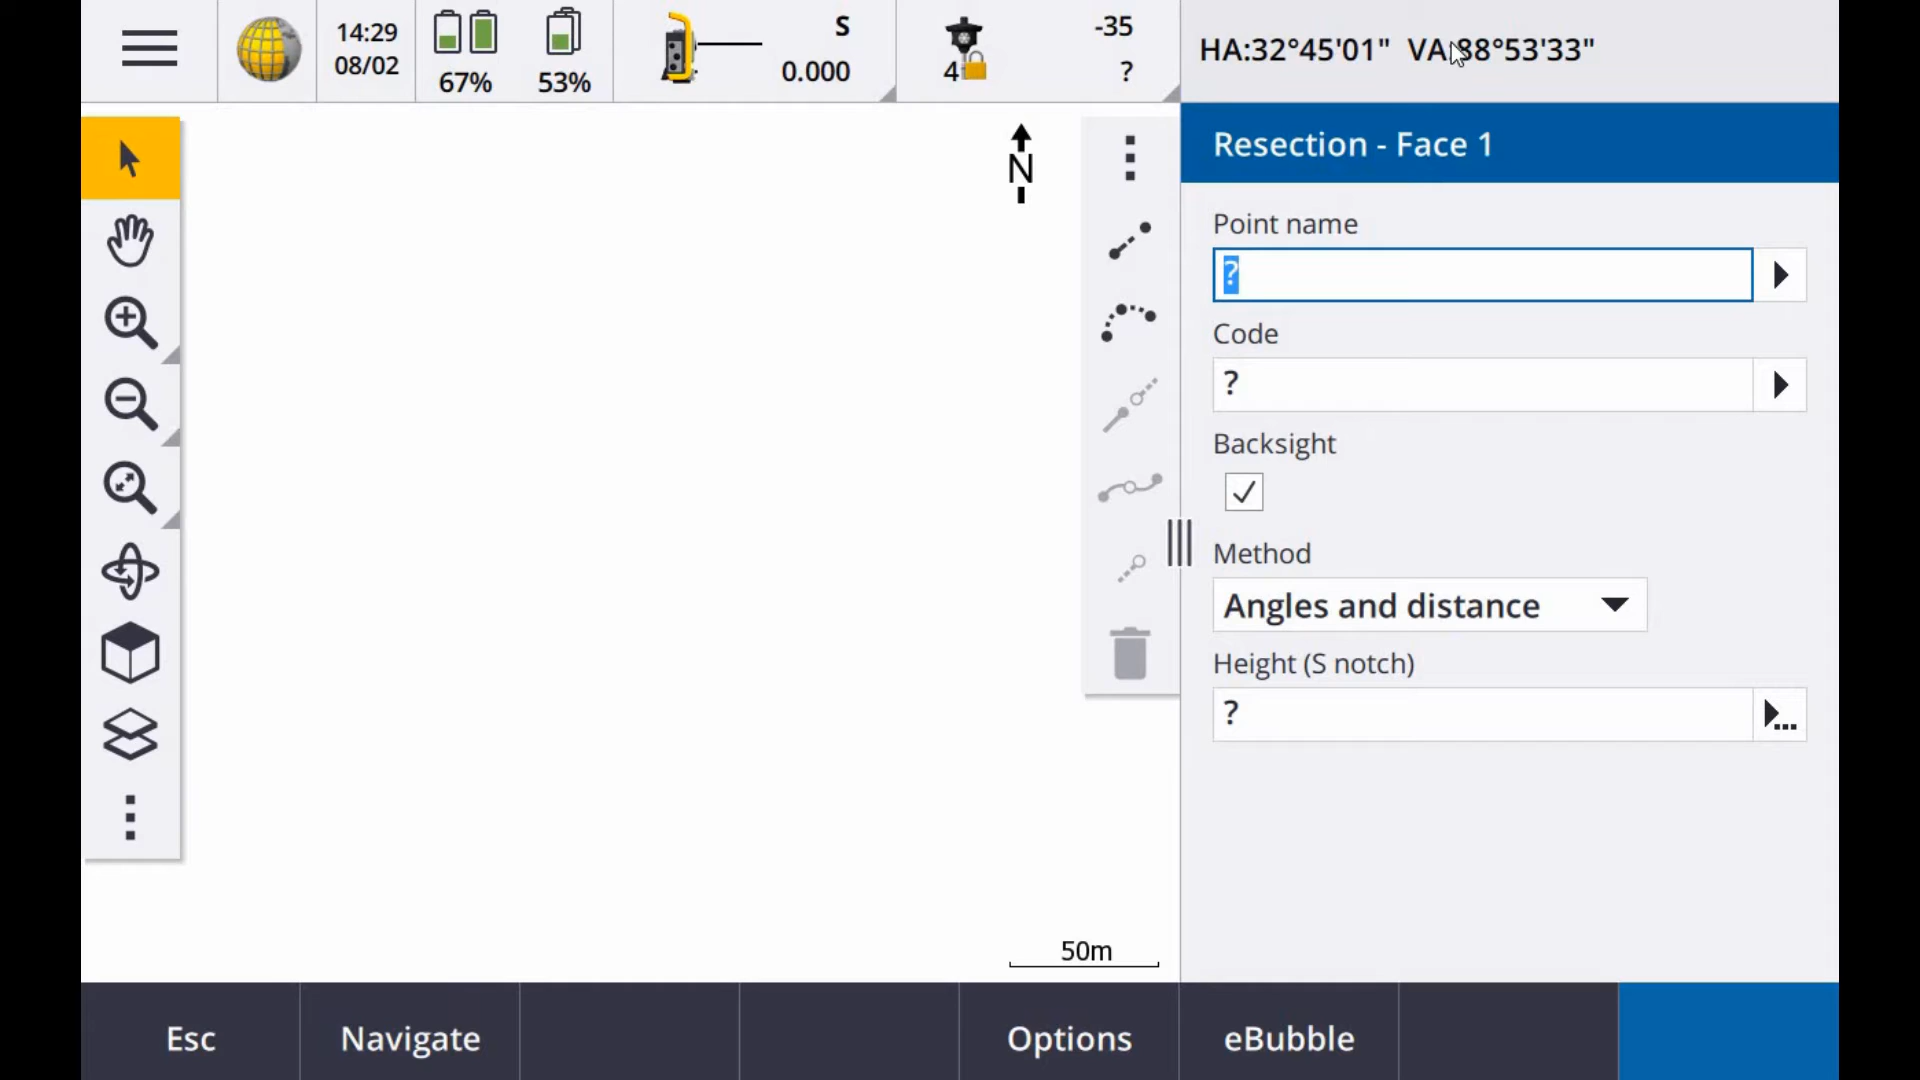 14:29
08/02
67%
53%
S
0.000
4
-35
?
HA:32°45'01" VA:88°53'33"
N
Resection - Face 1
Point name
?
Code
?
Backsight
Method
Angles and distance
Height (S notch)
?
50m
Esc
Navigate
Options
eBubble